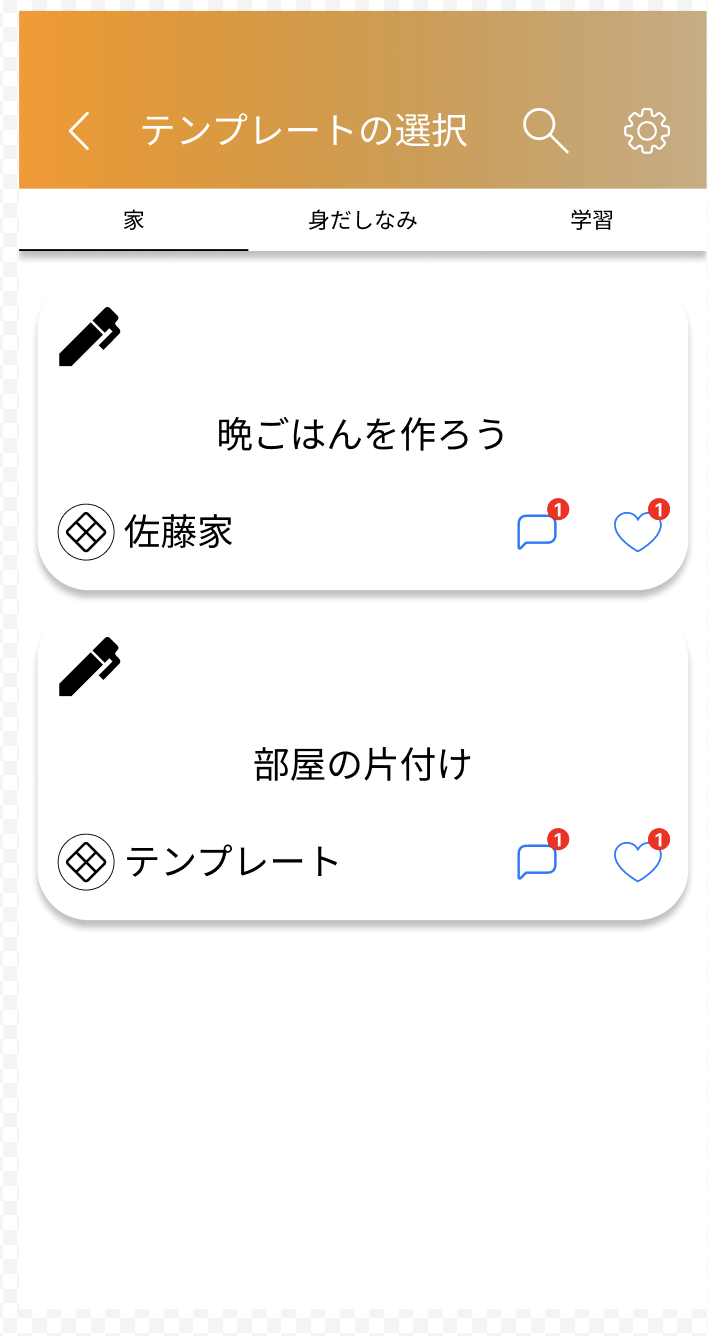 テンプレートの選択
家 身だしなみ 学習
晩ごはんを作ろう
佐藤家 1 1
部屋の片付け
テンプレート 1 1